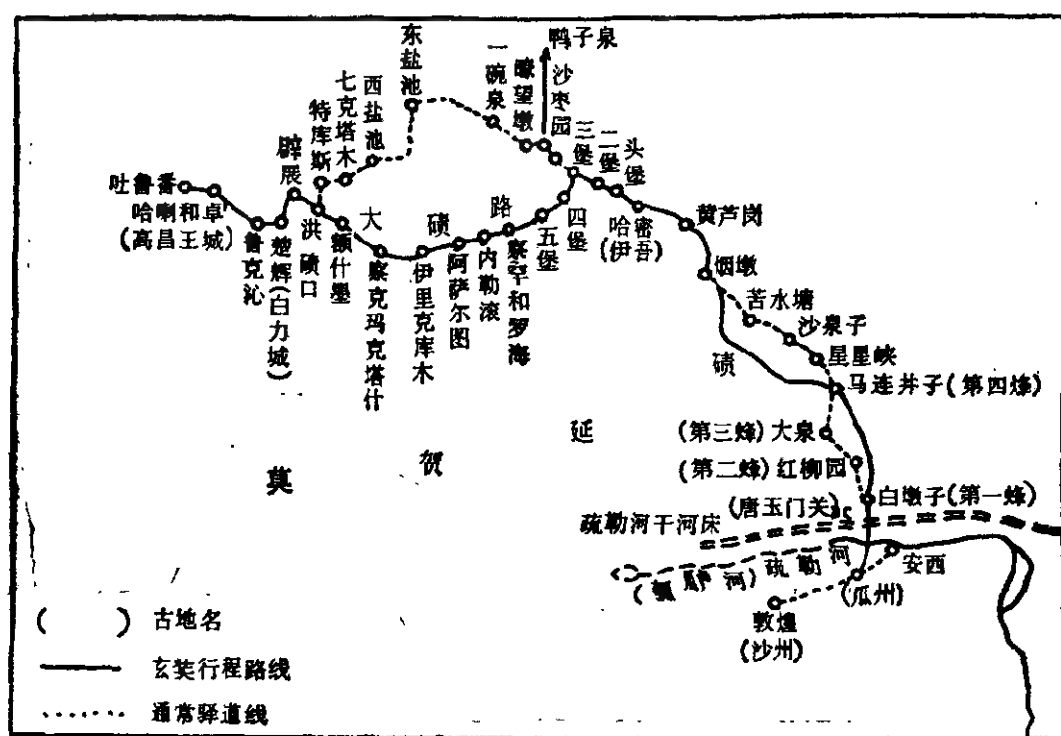 鸭子泉
东盐池
一碗泉
瞭望墩
沙枣园
七克塔木
西盐池
特库斯
三堡
二堡
头堡
辟展
吐鲁番
哈喇和卓
(高昌王城)
鲁克沁
楚辉(白力城)
洪
碛口
额什墨
大
碛
路
察克玛克塔什
伊里克库木
阿萨尔图
内勒滚
察罕和罗海
五堡
四堡
哈密
(伊吾)
黄芦岗
烟墩
苦水塘
沙泉子
星星峡
碛
马连井子(第四烽)
(第三烽)大泉
(第二烽)红柳园
白墩子(第一烽)
(唐玉门关)
莫
贺
延
疏勒河干河床
疏勒河
安西
(瓜州)
敦煌
(沙州)
( ) 古地名
玄奘行程路线
通常驿道线